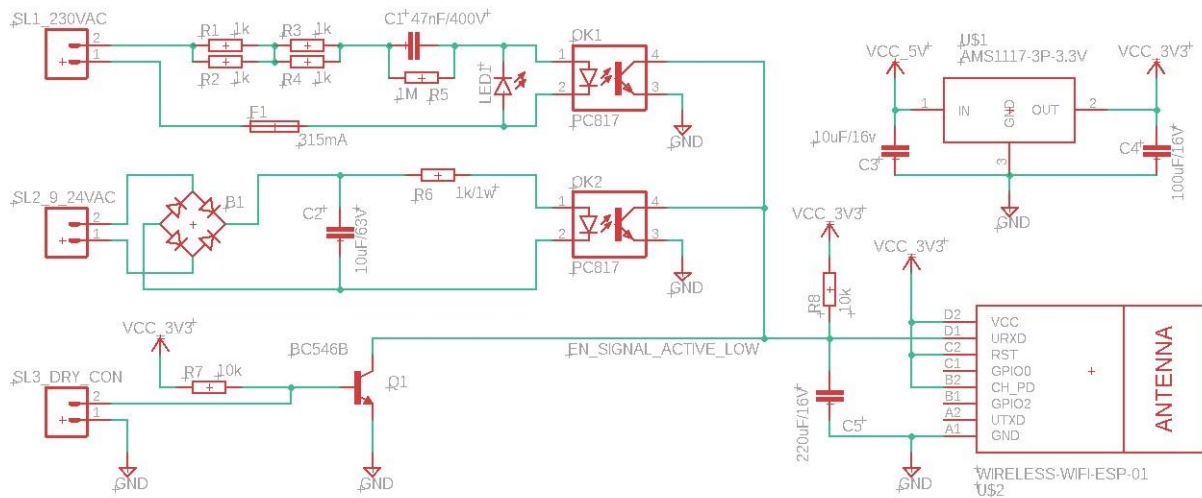 SL1_230VAC
2
1
R1
1k
R3
1k
R2
1k
R4
1k
C1
47nF/400V
1M
R5
LED1
F1
315mA
OK1
1
2
4
3
PC817
GND
SL2_9_24VAC
2
1
B1
C2
10uF/63V
R6
1k/1w
OK2
1
2
4
3
PC817
GND
VCC_3V3
SL3_DRY_CON
2
1
R7
10k
BC546B
Q1
GND
GND
EN_SIGNAL_ACTIVE_LOW
U$1
AMS1117-3P-3.3V
VCC_5V
VCC_3V3
1
IN
GND
OUT
2
3
10uF/16v
C3
C4
100uF/16V
GND
VCC_3V3
R8
10k
VCC_3V3
220uF/16V
C5
GND
D2 VCC
D1 URXD
C2 RST
C1 GPIO0
B2 CH_PD
B1 GPIO2
A2 UTXD
A1 GND
ANTENNA
WIRELESS-WIFI-ESP-01
U$2